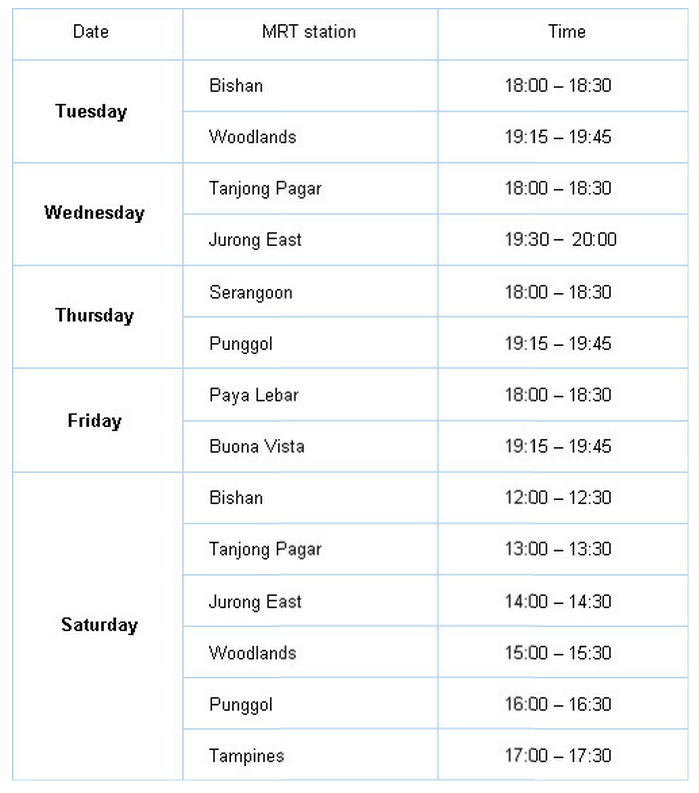 Date MRT station Time
Tuesday
Bishan 18:00 – 18:30
Woodlands 19:15 – 19:45
Wednesday
Tanjong Pagar 18:00 – 18:30
Jurong East 19:30 – 20:00
Thursday
Serangoon 18:00 – 18:30
Punggol 19:15 – 19:45
Friday
Paya Lebar 18:00 – 18:30
Buona Vista 19:15 – 19:45
Saturday
Bishan 12:00 – 12:30
Tanjong Pagar 13:00 – 13:30
Jurong East 14:00 – 14:30
Woodlands 15:00 – 15:30
Punggol 16:00 – 16:30
Tampines 17:00 – 17:30